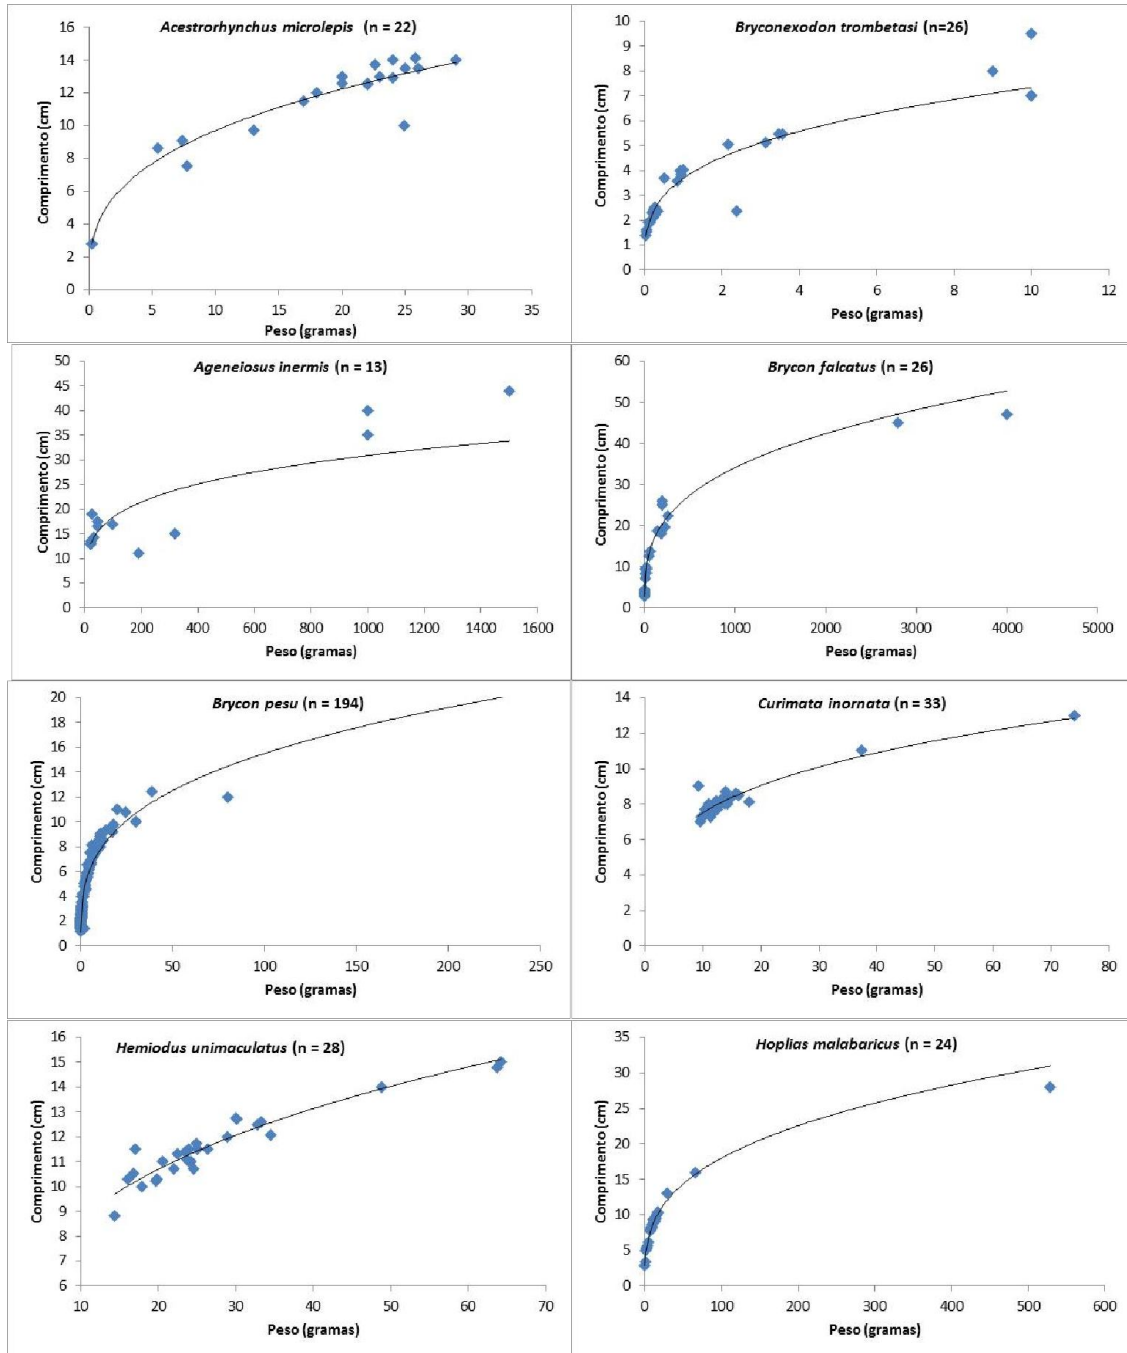 Acestrorhynchus microlepis (n = 22)
Comprimento (cm)
16
14
12
10
8
6
4
2
0
0 5 10 15 20 25 30 35
Peso (gramas)
Bryconexodon trombetasi (n=26)
Comprimento (cm)
10
9
8
7
6
5
4
3
2
1
0
0 2 4 6 8 10 12
Peso (gramas)
Ageneiosus inermis (n = 13)
Comprimento (cm)
50
45
40
35
30
25
20
15
10
5
0
0 200 400 600 800 1000 1200 1400 1600
Peso (gramas)
Brycon falcatus (n = 26)
Comprimento (cm)
60
50
40
30
20
10
0
0 1000 2000 3000 4000 5000
Peso (gramas)
Brycon pesu (n = 194)
Comprimento (cm)
20
18
16
14
12
10
8
6
4
2
0
0 50 100 150 200 250
Peso (gramas)
Curimata inornata (n = 33)
Comprimento (cm)
14
12
10
8
6
4
2
0
0 10 20 30 40 50 60 70 80
Peso (gramas)
Hemiodus unimaculatus (n = 28)
Comprimento (cm)
16
15
14
13
12
11
10
9
8
7
6
10 20 30 40 50 60 70
Peso (gramas)
Hoplias malabaricus (n = 24)
Comprimento (cm)
35
30
25
20
15
10
5
0
0 100 200 300 400 500 600
Peso (gramas)